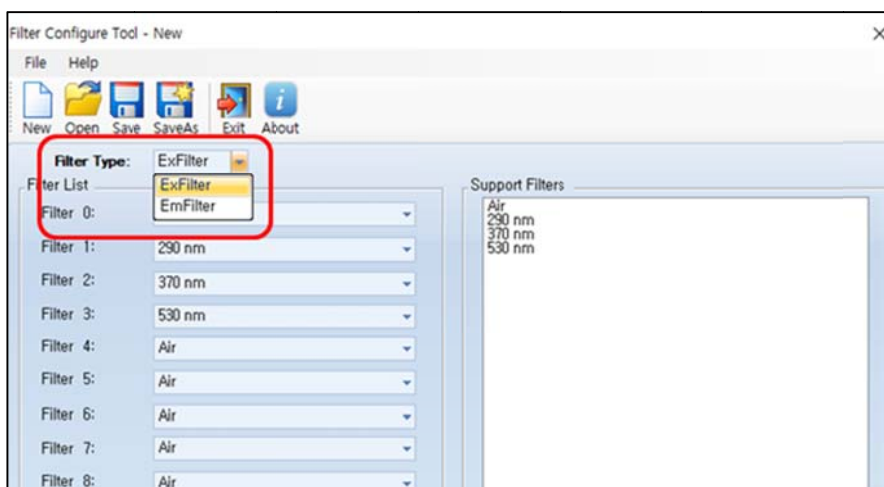 Filter Configure Tool - New
File Help
New Open Save SaveAs Exit About
Filter Type: ExFilter
ExFilter
EmFilter
Filter List
Filter 0:
Filter 1: 290 nm
Filter 2: 370 nm
Filter 3: 530 nm
Filter 4: Air
Filter 5: Air
Filter 6: Air
Filter 7: Air
Filter 8: Air
Support Filters
Air
290 nm
370 nm
530 nm